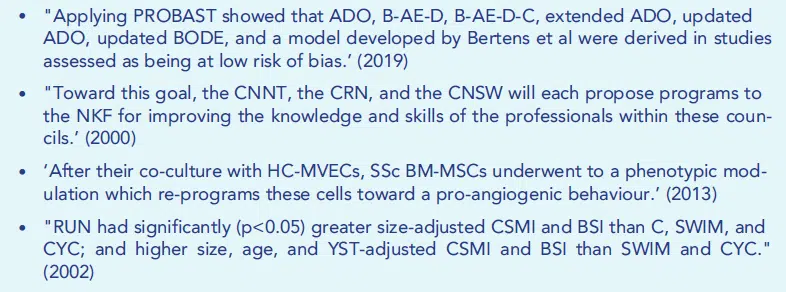 • "Applying PROBAST showed that ADO, B-AE-D, B-AE-D-C, extended ADO, updated
ADO, updated BODE, and a model developed by Bertens et al were derived in studies
assessed as being at low risk of bias.’ (2019)
• "Toward this goal, the CNNT, the CRN, and the CNSW will each propose programs to
the NKF for improving the knowledge and skills of the professionals within these coun-
cils.’ (2000)
• ‘After their co-culture with HC-MVECs, SSc BM-MSCs underwent to a phenotypic mod-
ulation which re-programs these cells toward a pro-angiogenic behaviour.’ (2013)
• "RUN had significantly (p<0.05) greater size-adjusted CSMI and BSI than C, SWIM, and
CYC; and higher size, age, and YST-adjusted CSMI and BSI than SWIM and CYC."
(2002)